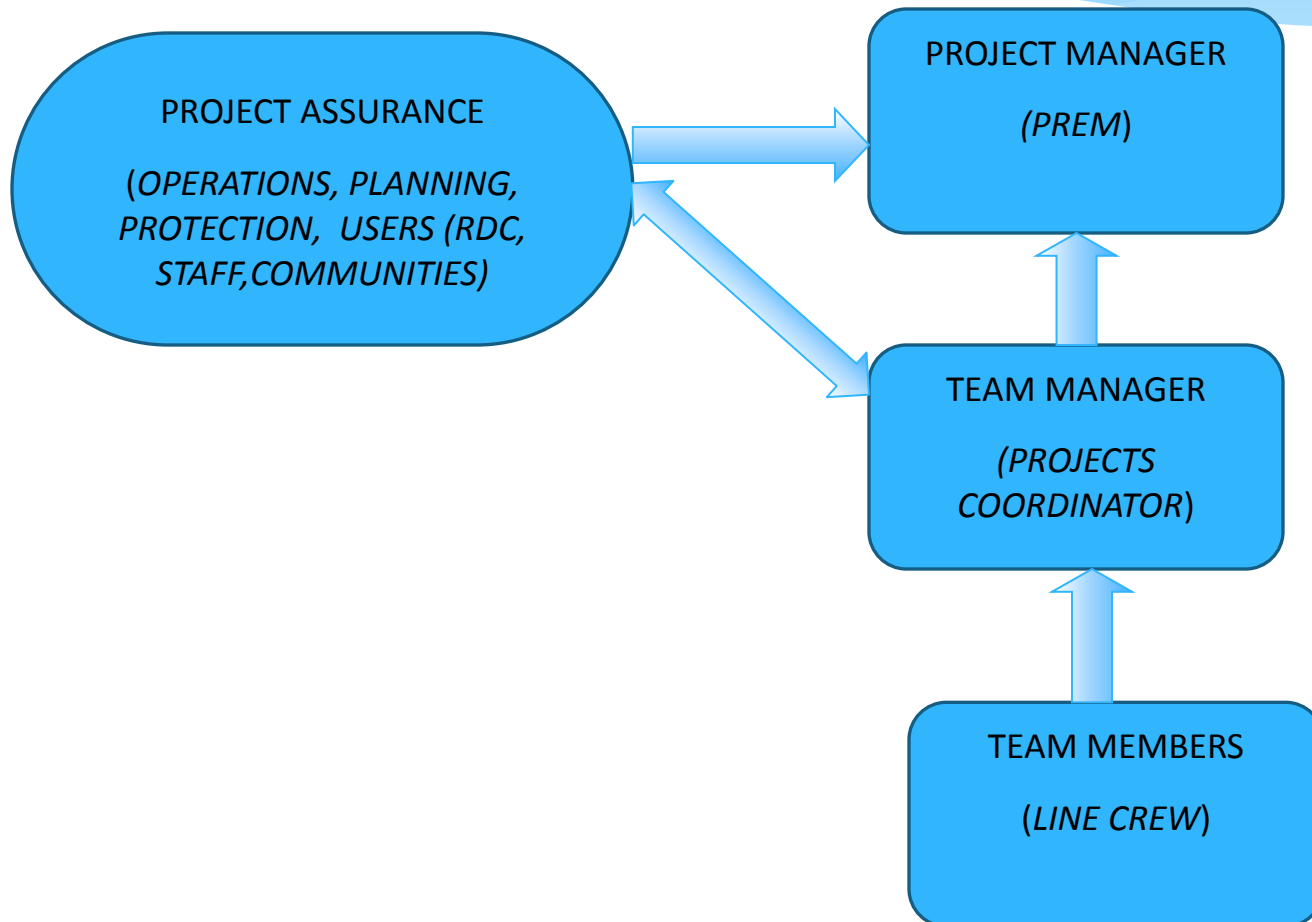 PROJECT ASSURANCE
(OPERATIONS, PLANNING,
PROTECTION,  USERS (RDC,
STAFF,COMMUNITIES)
PROJECT MANAGER
(PREM)
TEAM MANAGER
(PROJECTS
COORDINATOR)
TEAM MEMBERS
(LINE CREW)